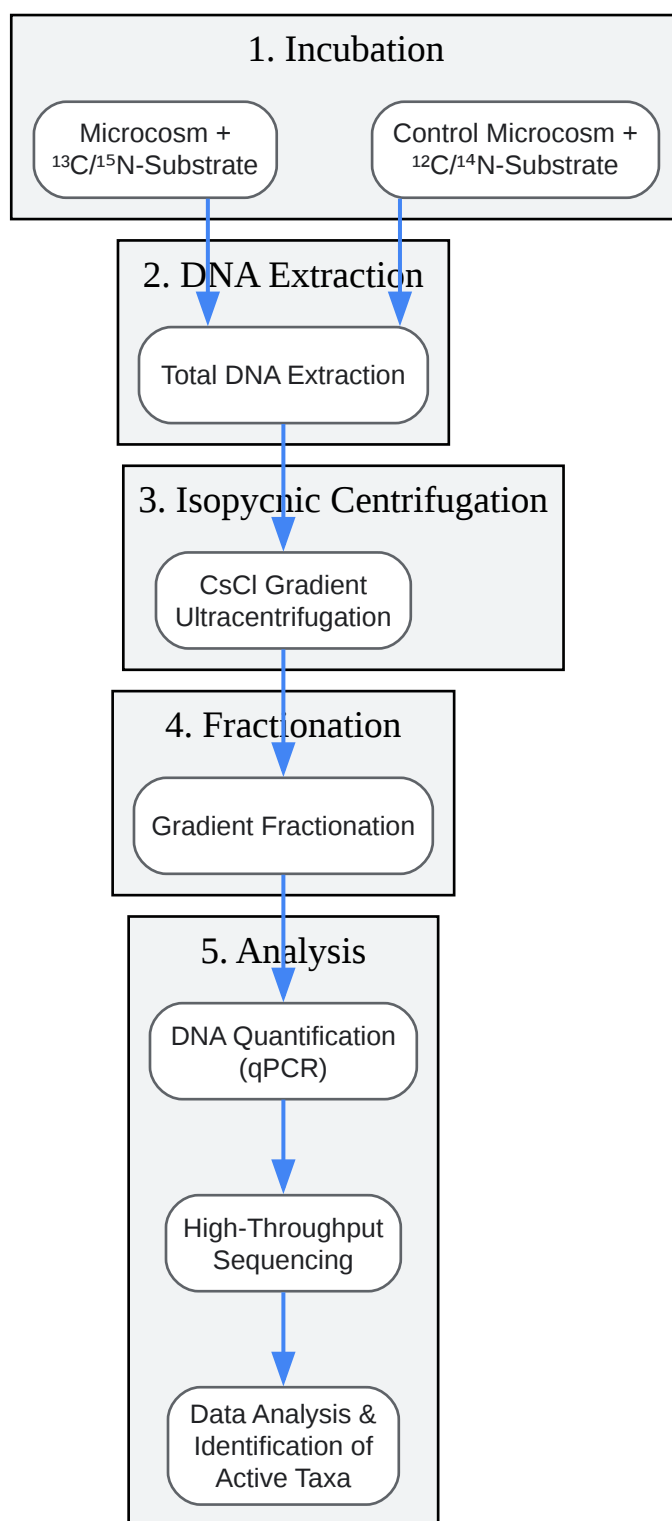 1. Incubation
Microcosm +
¹³C/¹⁵N-Substrate
Control Microcosm +
¹²C/¹⁴N-Substrate
2. DNA Extraction
Total DNA Extraction
3. Isopycnic Centrifugation
CsCl Gradient
Ultracentrifugation
4. Fractionation
Gradient Fractionation
5. Analysis
DNA Quantification
(qPCR)
High-Throughput
Sequencing
Data Analysis &
Identification of
Active Taxa